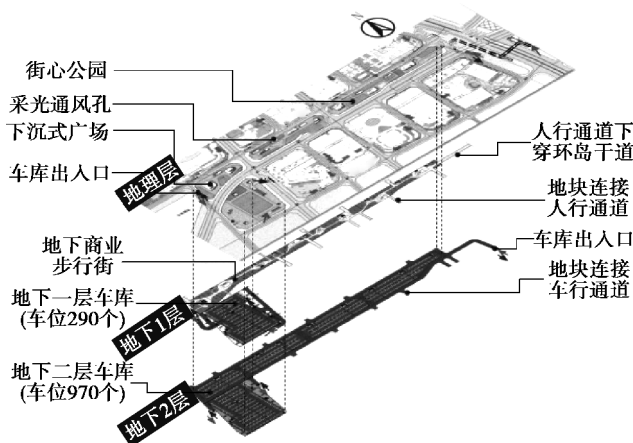 街心公园
采光通风孔
下沉式广场
车库出入口
地理层
人行通道下
穿环岛干道
地块连接
人行通道
车库出入口
地块连接
车行通道
地下商业
步行街
地下一层车库
(车位290个)
地下1层
地下二层车库
(车位970个)
地下2层